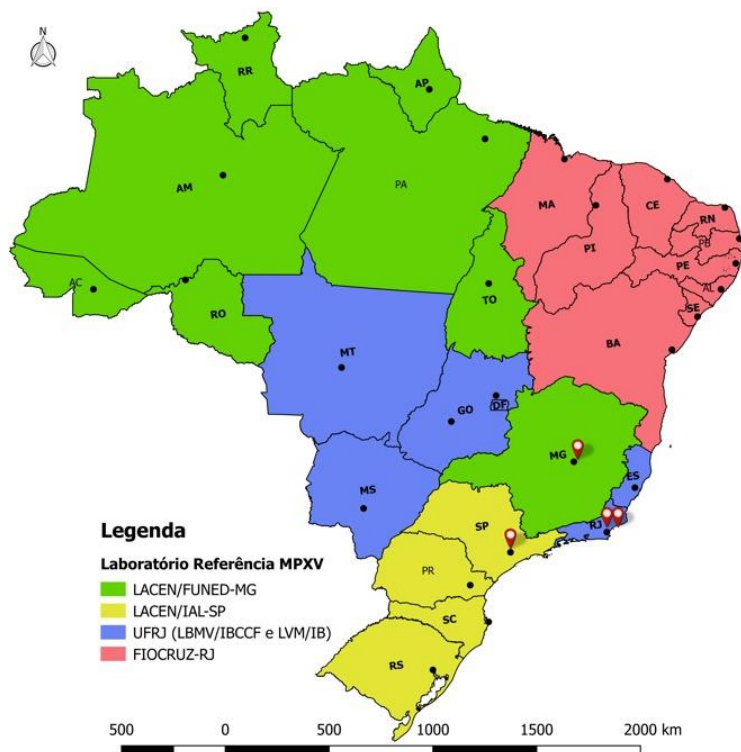 N
RR
AP
AM
PA
MA
CE
RN
PB
PI
PE
AC
AL
TO
SE
RO
BA
MT
GO
DF
MG
ES
MS
SP
RJ
PR
SC
RS
Legenda
Laboratório Referência MPXV
LACEN/FUNED-MG
LACEN/IAL-SP
UFRJ (LBMV/IBCCF e LVM/IB)
FIOCRUZ-RJ
500 0 500 1000 1500 2000 km